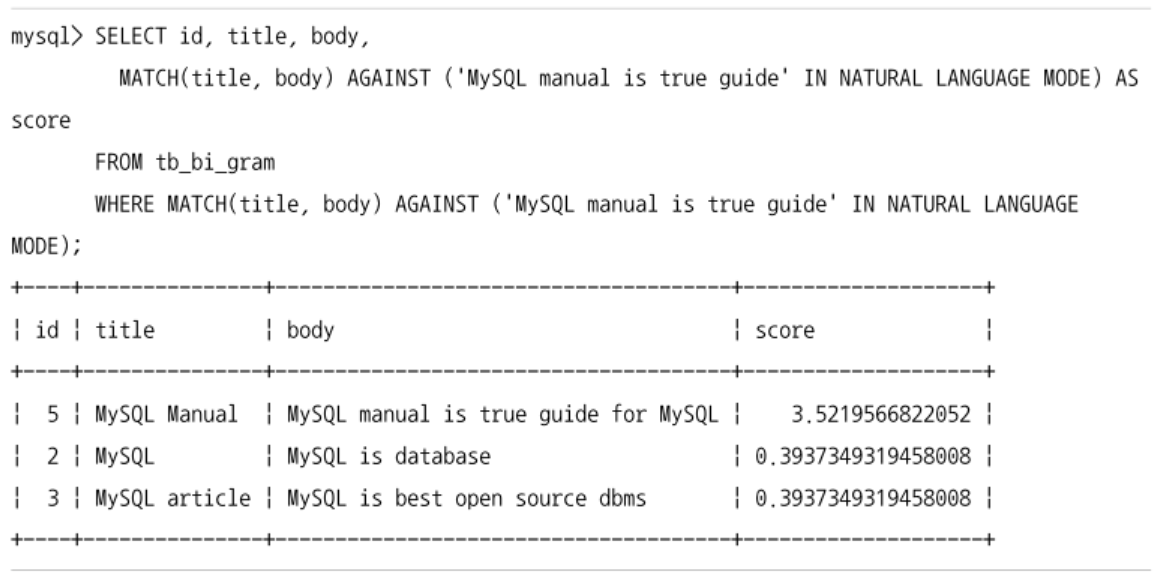 mysql> SELECT id, title, body,
MATCH(title, body) AGAINST ('MySQL manual is true guide' IN NATURAL LANGUAGE MODE) AS
score
FROM tb_bi_gram
WHERE MATCH(title, body) AGAINST ('MySQL manual is true guide' IN NATURAL LANGUAGE
MODE);
+----+---------------+--------------------------------------+--------------------+
¦ id ¦ title ¦ body ¦ score ¦
+----+---------------+--------------------------------------+--------------------+
¦ 5 ¦ MySQL Manual ¦ MySQL manual is true guide for MySQL ¦ 3.5219566822052 ¦
¦ 2 ¦ MySQL ¦ MySQL is database ¦ 0.3937349319458008 ¦
¦ 3 ¦ MySQL article ¦ MySQL is best open source dbms ¦ 0.3937349319458008 ¦
+----+---------------+--------------------------------------+--------------------+